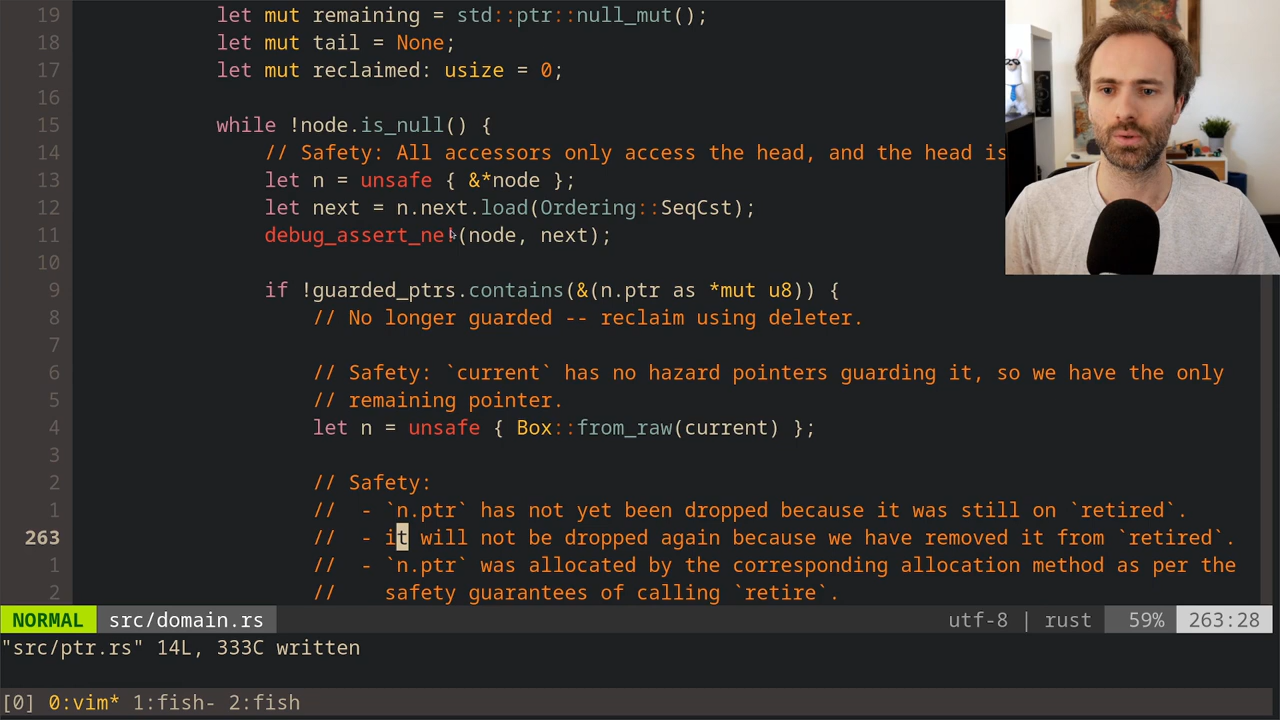 19 let mut remaining = std::ptr::null_mut();
18 let mut tail = None;
17 let mut reclaimed: usize = 0;
16
15 while !node.is_null() {
14 // Safety: All accessors only access the head, and the head is
13 let n = unsafe { &*node };
12 let next = n.next.load(Ordering::SeqCst);
11 debug_assert_ne!(node, next);
10
9 if !guarded_ptrs.contains(&(n.ptr as *mut u8)) {
8 // No longer guarded -- reclaim using deleter.
7
6 // Safety: `current` has no hazard pointers guarding it, so we have the only
5 // remaining pointer.
4 let n = unsafe { Box::from_raw(current) };
3
2 // Safety:
1 //  - `n.ptr` has not yet been dropped because it was still on `retired`.
263 //  - it will not be dropped again because we have removed it from `retired`.
1 //  - `n.ptr` was allocated by the corresponding allocation method as per the
2 //    safety guarantees of calling `retire`.
NORMAL src/domain.rs utf-8 | rust 59% 263:28
"src/ptr.rs" 14L, 333C written
[0] 0:vim* 1:fish- 2:fish